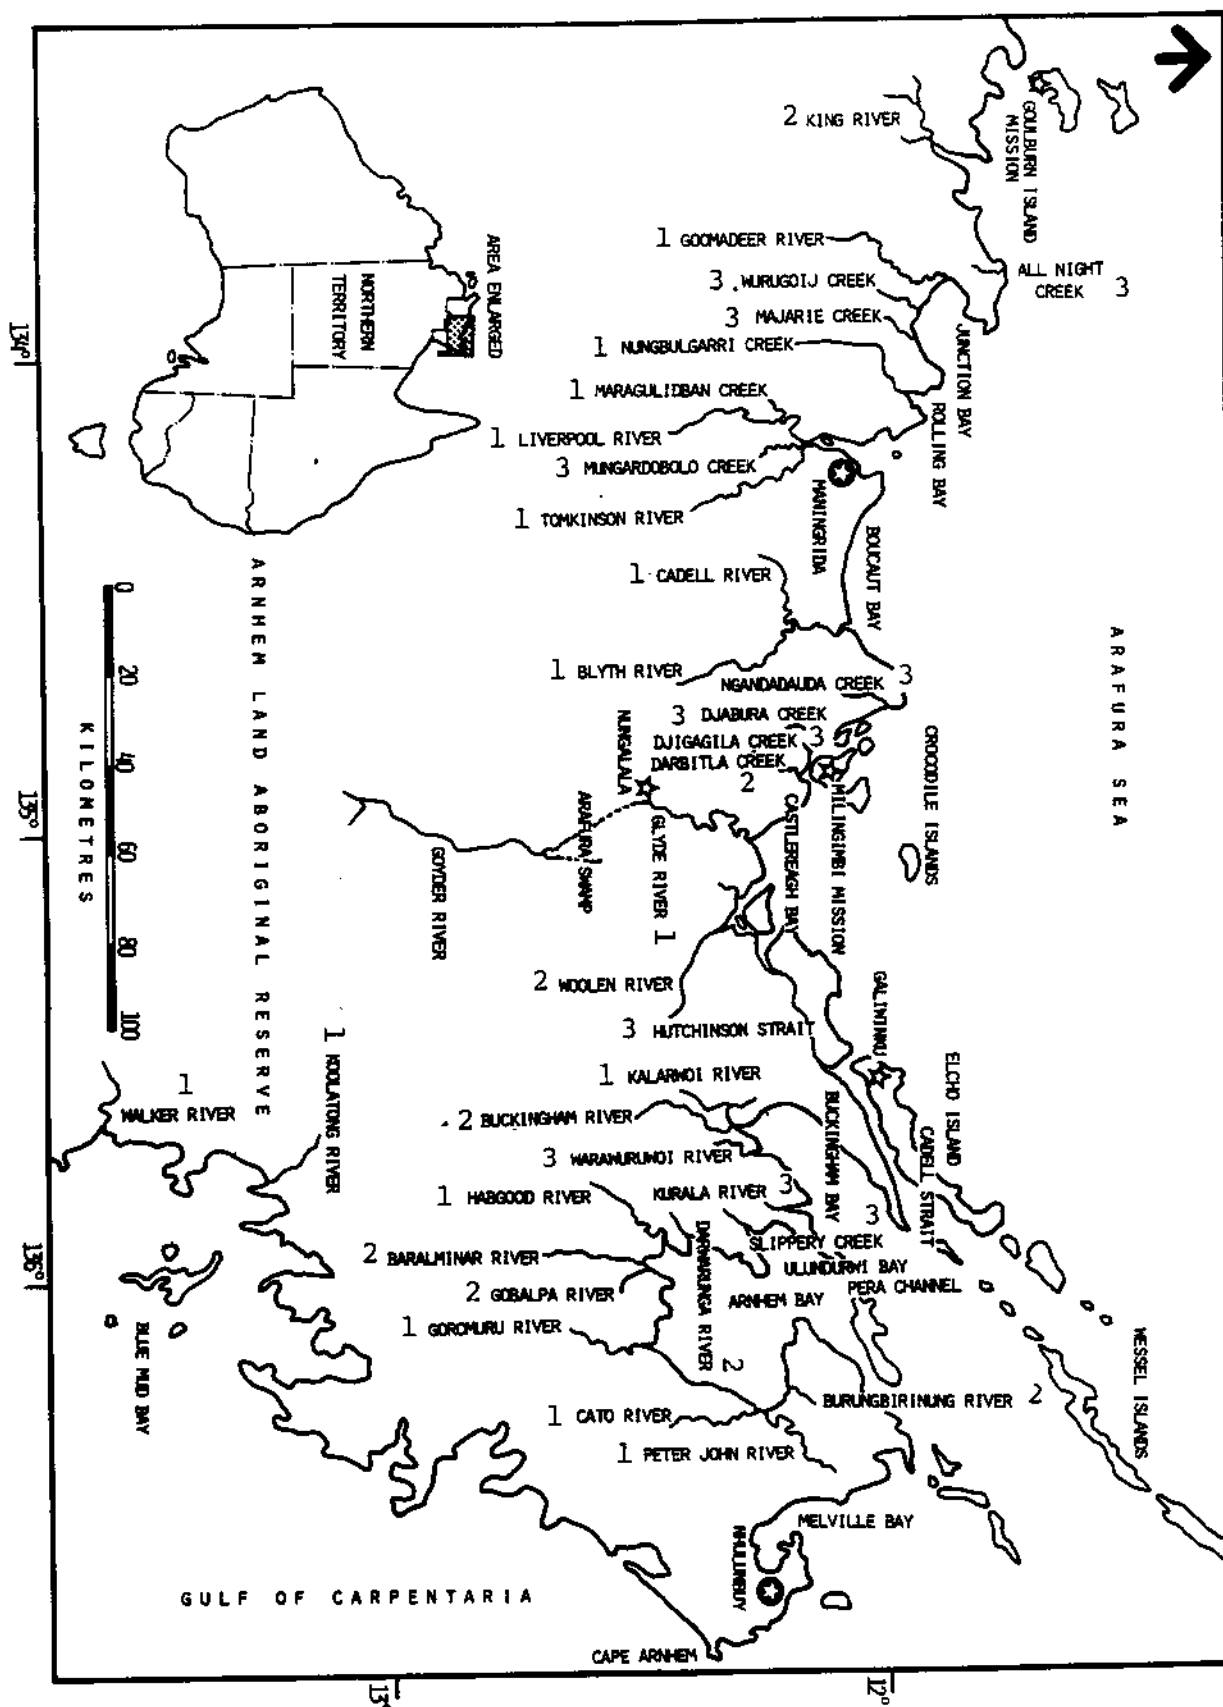 2 KING RIVER
GOULBURN ISLAND
MISSION
1 GOOMADEER RIVER
ALL NIGHT
CREEK 3
3 WURUGOIJ CREEK
3 MAJARIE CREEK
JUNCTION BAY
1 NUNGBULGARRI CREEK
ROLLING BAY
1 MARAGULIDBAN CREEK
1 LIVERPOOL RIVER
3 MUNGARDOBOLO CREEK
MANINGRIDA
1 TOMKINSON RIVER
BOUCAUT BAY
1 CADELL RIVER
ARAFURA SEA
1 BLYTH RIVER
NGANDADAUDA CREEK 3
3 DJABURA CREEK
DJIGAGILA CREEK 3
DARBITLA CREEK
2
CROCODILE ISLANDS
MILINGIMBI MISSION
CASTLEREAGH BAY
NUNGALALA
GLYDE RIVER 1
ARAFURA SWAMP
GOYDER RIVER
2 WOOLEN RIVER
3 HUTCHINSON STRAIT
GALIWINKU
ELCHO ISLAND
CADELL STRAIT
3
1 KALARWOI RIVER
2 BUCKINGHAM RIVER
BUCKINGHAM BAY
3 WARAWURUWOI RIVER
KURALA RIVER 3
1 HABGOOD RIVER
SLIPPERY CREEK
DARWARUNGA RIVER
2
ULUNDURWI BAY
2 BARALMINAR RIVER
PERA CHANNEL
2 GOBALPA RIVER
ARNHEM BAY
1 GOROMURU RIVER
WESSEL ISLANDS
BURUNGBIRINUNG RIVER 2
1 CATO RIVER
1 PETER JOHN RIVER
MELVILLE BAY
NHULUNBUY
CAPE ARNHEM
GULF OF CARPENTARIA
BLUE MUD BAY
1 KOOLATONG RIVER
1
WALKER RIVER
ARNHEM LAND ABORIGINAL RESERVE
0 20 40 60 80 100
KILOMETRES
AREA ENLARGED
NORTHERN
TERRITORY
134°
135°
136°
13°
12°